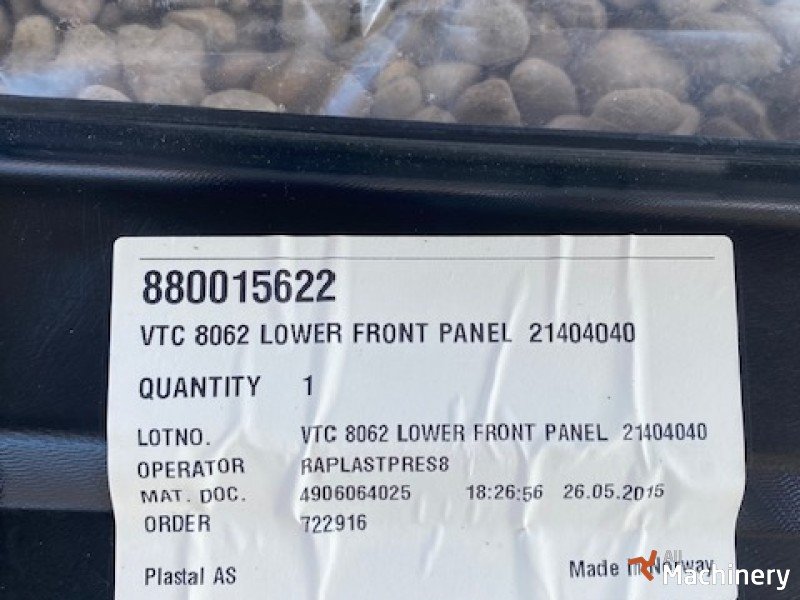 880015622
VTC 8062 LOWER FRONT PANEL 21404040
QUANTITY 1
LOTNO. VTC 8062 LOWER FRONT PANEL 21404040
OPERATOR RAPLASTPRES8
MAT. DOC. 4906064025 18:26:56 26.05.2015
ORDER 722916
Plastal AS Made in Norway
All
Machinery